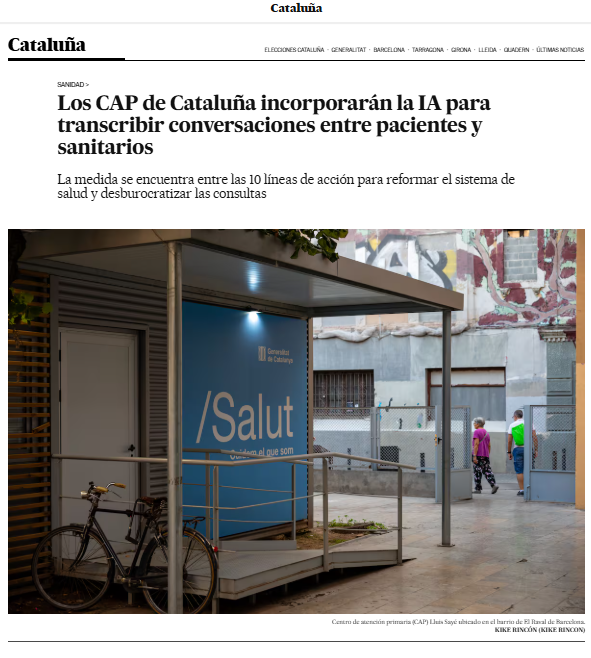 Cataluña
Cataluña
ELECCIONES CATALUÑA · GENERALITAT · BARCELONA · TARRAGONA · GIRONA · LLEIDA · QUADERN · ÚLTIMAS NOTICIAS
SANIDAD >
Los CAP de Cataluña incorporarán la IA para
transcribir conversaciones entre pacientes y
sanitarios
La medida se encuentra entre las 10 líneas de acción para reformar el sistema de
salud y desburocratizar las consultas
Generalitat
de Catalunya
/Salut
el que som
Centro de atención primaria (CAP) Lluís Sayé ubicado en el barrio de El Raval de Barcelona.
KIKE RINCÓN (KIKE RINCON)